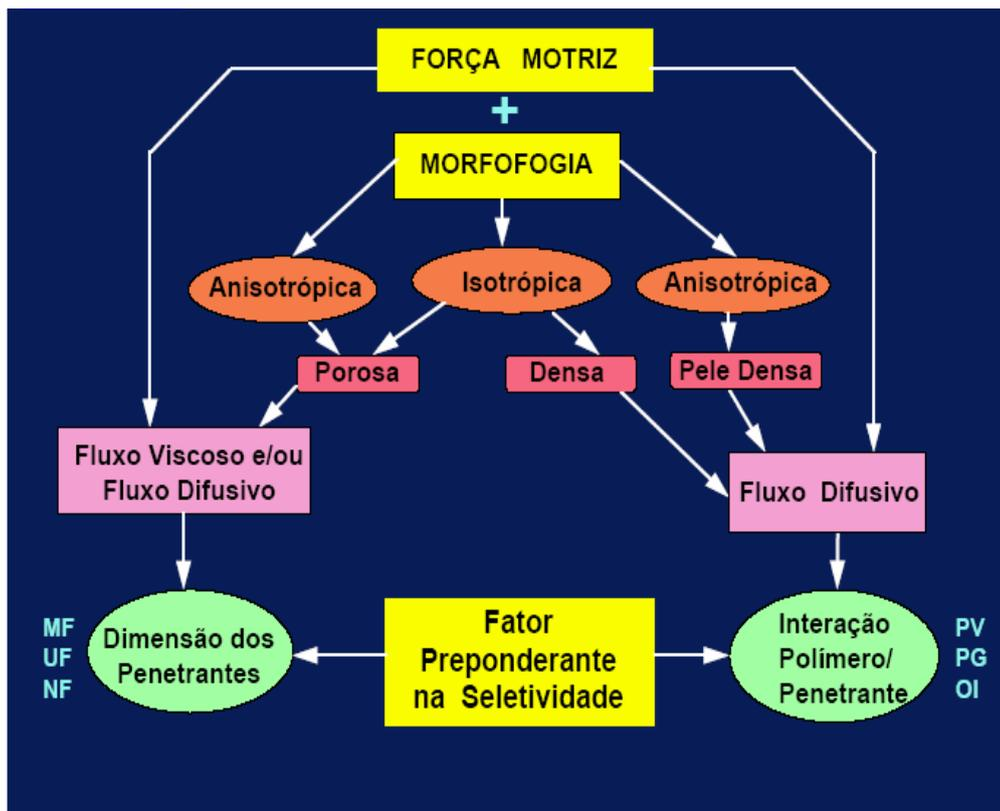 FORÇA MOTRIZ
+
MORFOFOGIA
Anisotrópica
Isotrópica
Anisotrópica
Porosa
Densa
Pele Densa
Fluxo Viscoso e/ou
Fluxo Difusivo
Fluxo Difusivo
MF
UF
NF
Dimensão dos
Penetrantes
Fator
Preponderante
na Seletividade
Interação
Polímero/
Penetrante
PV
PG
OI